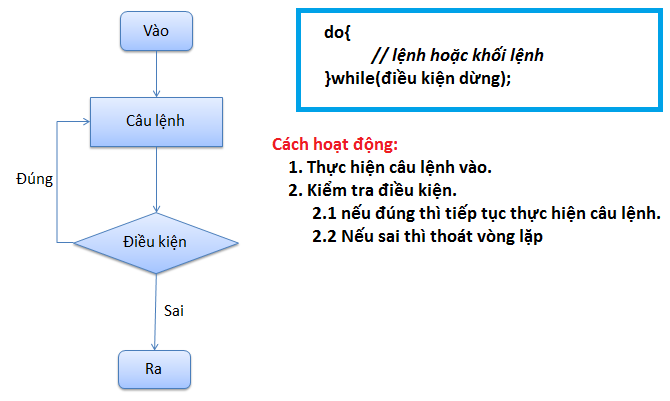 Vào
Câu lệnh
Đúng
Điều kiện
Sai
Ra
do{
// lệnh hoặc khối lệnh
}while(điều kiện dừng);
Cách hoạt động:
1. Thực hiện câu lệnh vào.
2. Kiểm tra điều kiện.
2.1 nếu đúng thì tiếp tục thực hiện câu lệnh.
2.2 Nếu sai thì thoát vòng lặp